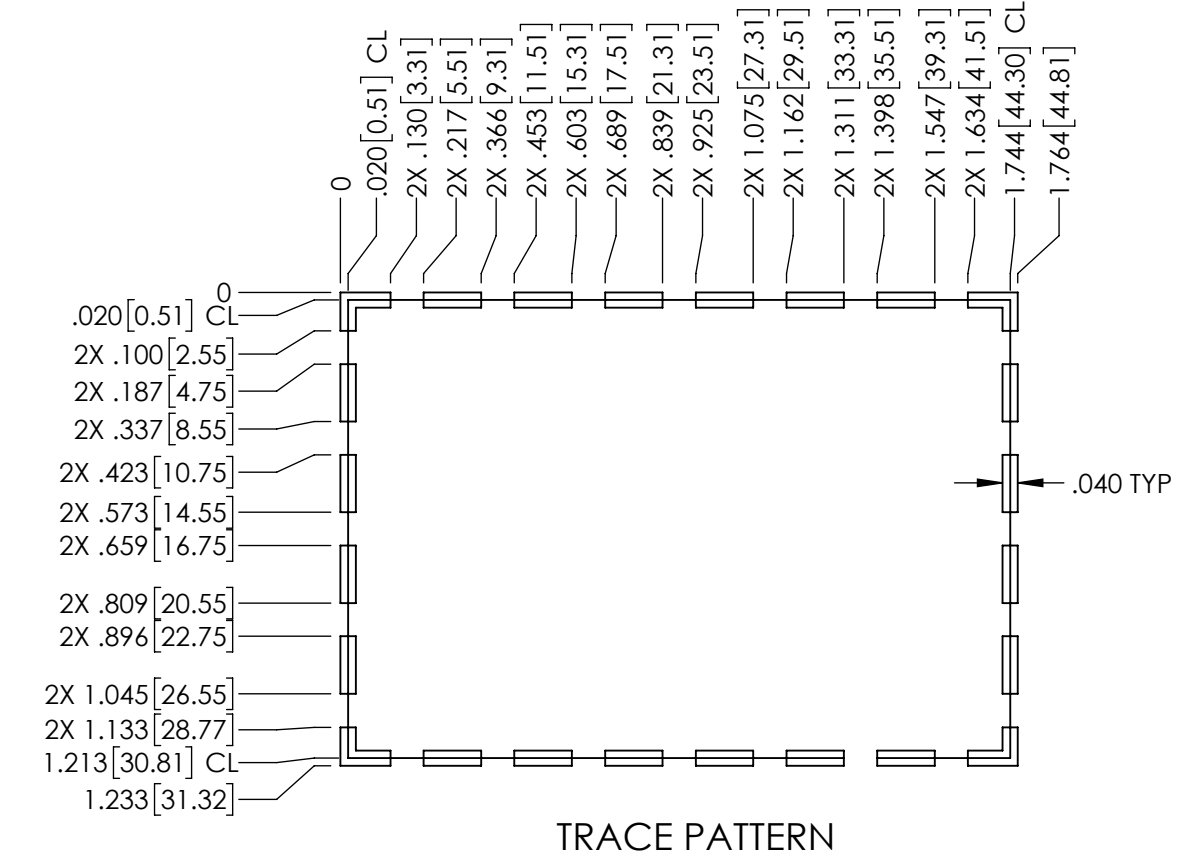 0
.020[0.51] CL
2X .130[3.31]
2X .217[5.51]
2X .366[9.31]
2X .453[11.51]
2X .603[15.31]
2X .689[17.51]
2X .839[21.31]
2X .925[23.51]
2X 1.075[27.31]
2X 1.162[29.51]
2X 1.311[33.31]
2X 1.398[35.51]
2X 1.547[39.31]
2X 1.634[41.51]
1.744[44.30] CL
1.764[44.81]
0
.020[0.51] CL
2X .100[2.55]
2X .187[4.75]
2X .337[8.55]
2X .423[10.75]
2X .573[14.55]
2X .659[16.75]
2X .809[20.55]
2X .896[22.75]
2X 1.045[26.55]
2X 1.133[28.77]
1.213[30.81] CL
1.233[31.32]
.040 TYP
TRACE PATTERN